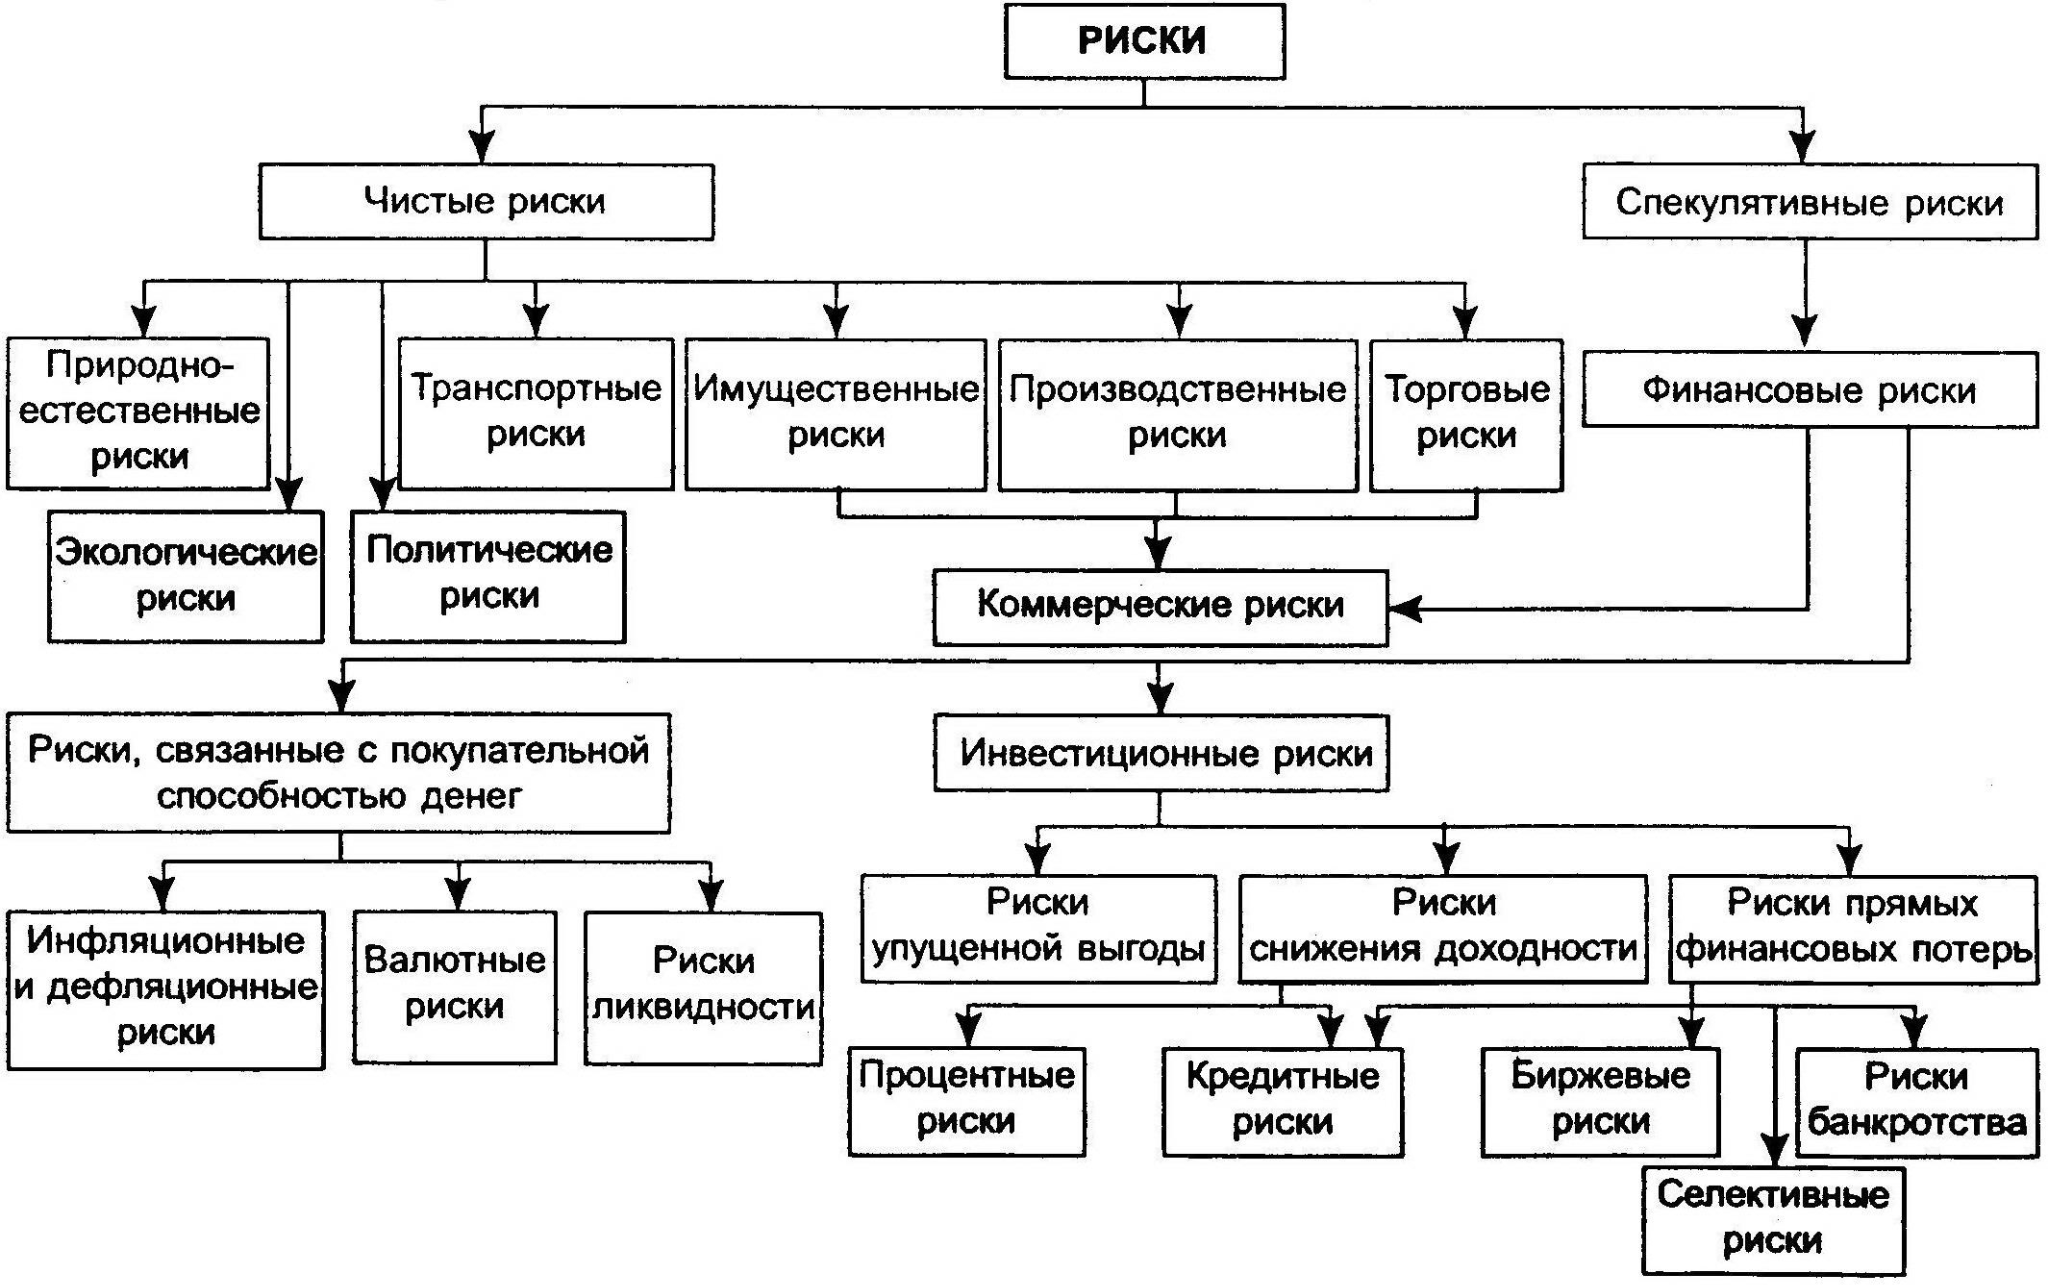 РИСКИ
Чистые риски
Спекулятивные риски
Природно-
естественные
риски
Транспортные
риски
Имущественные
риски
Производственные
риски
Торговые
риски
Финансовые риски
Экологические
риски
Политические
риски
Коммерческие риски
Риски, связанные с покупательной
способностью денег
Инвестиционные риски
Риски
упущенной выгоды
Риски
снижения доходности
Риски прямых
финансовых потерь
Инфляционные
и дефляционные
риски
Валютные
риски
Риски
ликвидности
Процентные
риски
Кредитные
риски
Биржевые
риски
Риски
банкротства
Селективные
риски